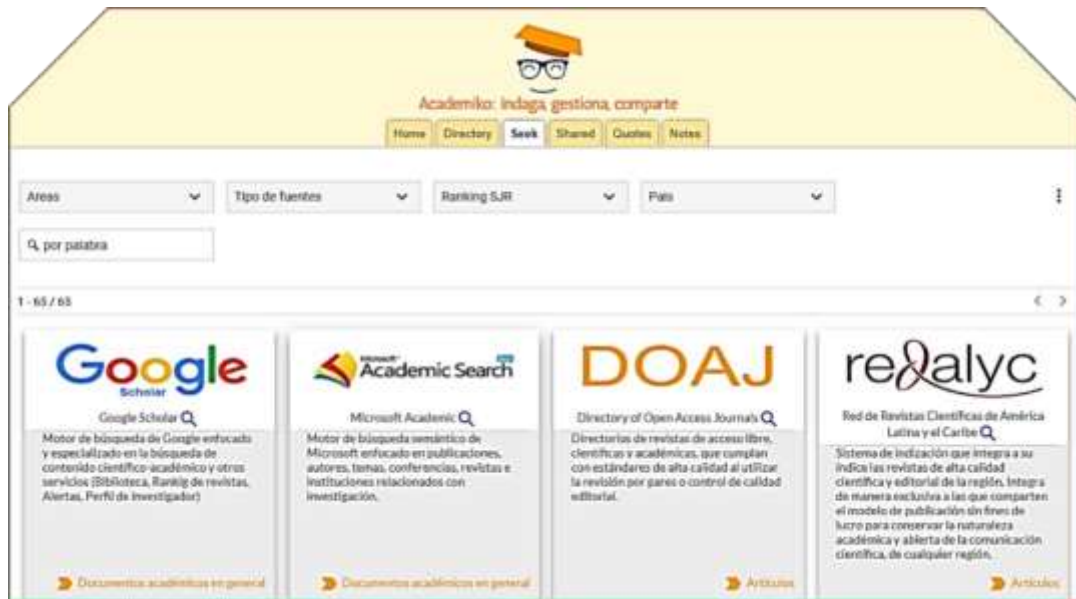 Academiko: indaga, gestiona, comparte
Home Directory Seek Shared Quotes Notes
Areas Tipo de fuentes Ranking SJR País
por palabra
1 - 65 / 65
Google
Scholar
Google Scholar
Motor de búsqueda de Google enfocado
y especializado en la búsqueda de
contenido científico-académico y otros
servicios (Biblioteca, Rankig de revistas,
Alertas, Perfil de Investigador)
Documentos académicos en general
Microsoft
Academic Search
Microsoft Academic
Motor de búsqueda semántico de
Microsoft enfocado en publicaciones,
autores, temas, conferencias, revistas e
instituciones relacionados con
investigación.
Documentos académicos en general
DOAJ
Directory of Open Access Journals
Directorios de revistas de acceso libre,
científicas y académicas, que cumplan
con estándares de alta calidad al utilizar
la revisión por pares o control de calidad
editorial.
Artículos
redalyc
Red de Revistas Científicas de América
Latina y el Caribe
Sistema de indización que integra a su
índice las revistas de alta calidad
científica y editorial de la región. Integra
de manera exclusiva a las que comparten
el modelo de publicación sin fines de
lucro para conservar la naturaleza
académica y abierta de la comunicación
científica, de cualquier región.
Artículos